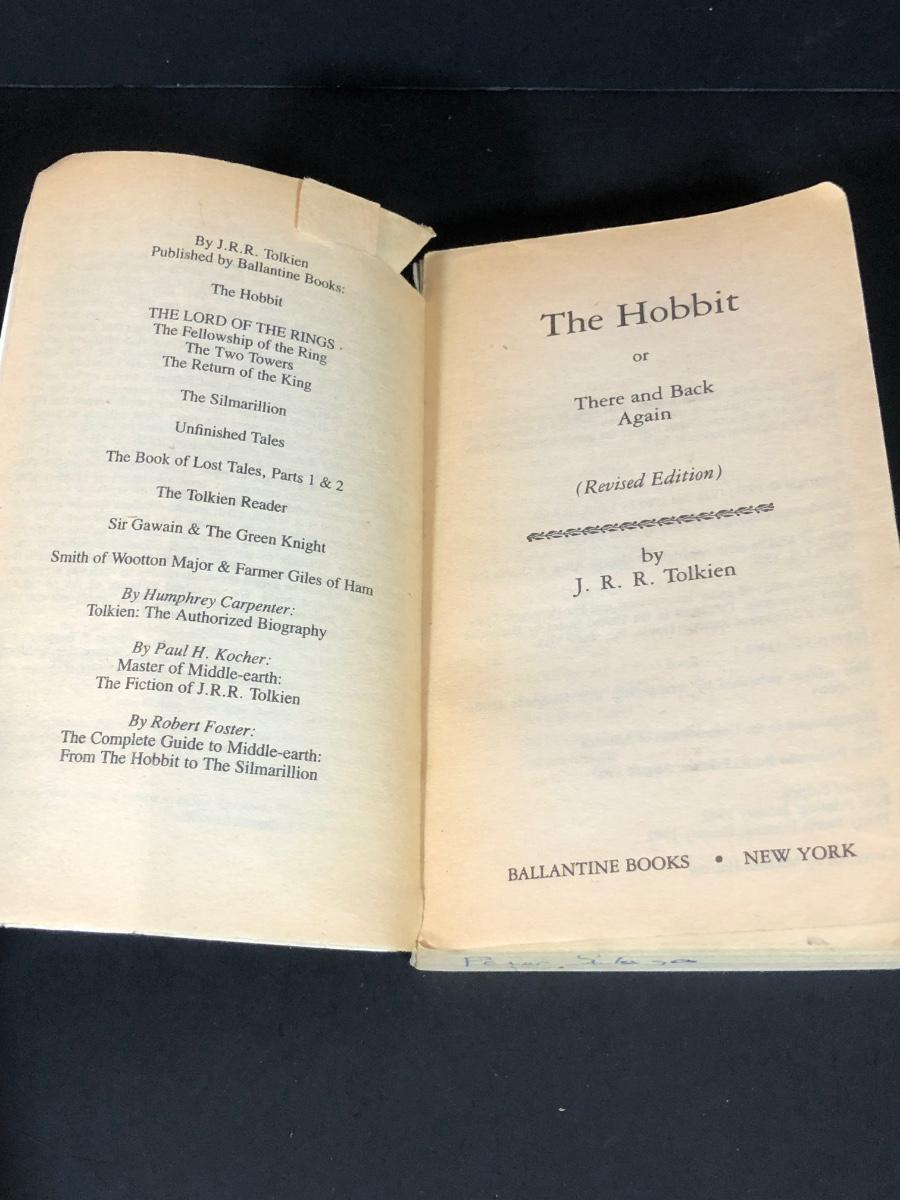 By J.R.R. Tolkien
Published by Ballantine Books:
The Hobbit
THE LORD OF THE RINGS
The Fellowship of the Ring
The Two Towers
The Return of the King
The Silmarillion
Unfinished Tales
The Book of Lost Tales, Parts 1 & 2
The Tolkien Reader
Sir Gawain & The Green Knight
Smith of Wootton Major & Farmer Giles of Ham
By Humphrey Carpenter:
Tolkien: The Authorized Biography
By Paul H. Kocher:
Master of Middle-earth:
The Fiction of J.R.R. Tolkien
By Robert Foster:
The Complete Guide to Middle-earth:
From The Hobbit to The Silmarillion
The Hobbit
or
There and Back
Again
(Revised Edition)
by
J. R. R. Tolkien
BALLANTINE BOOKS • NEW YORK